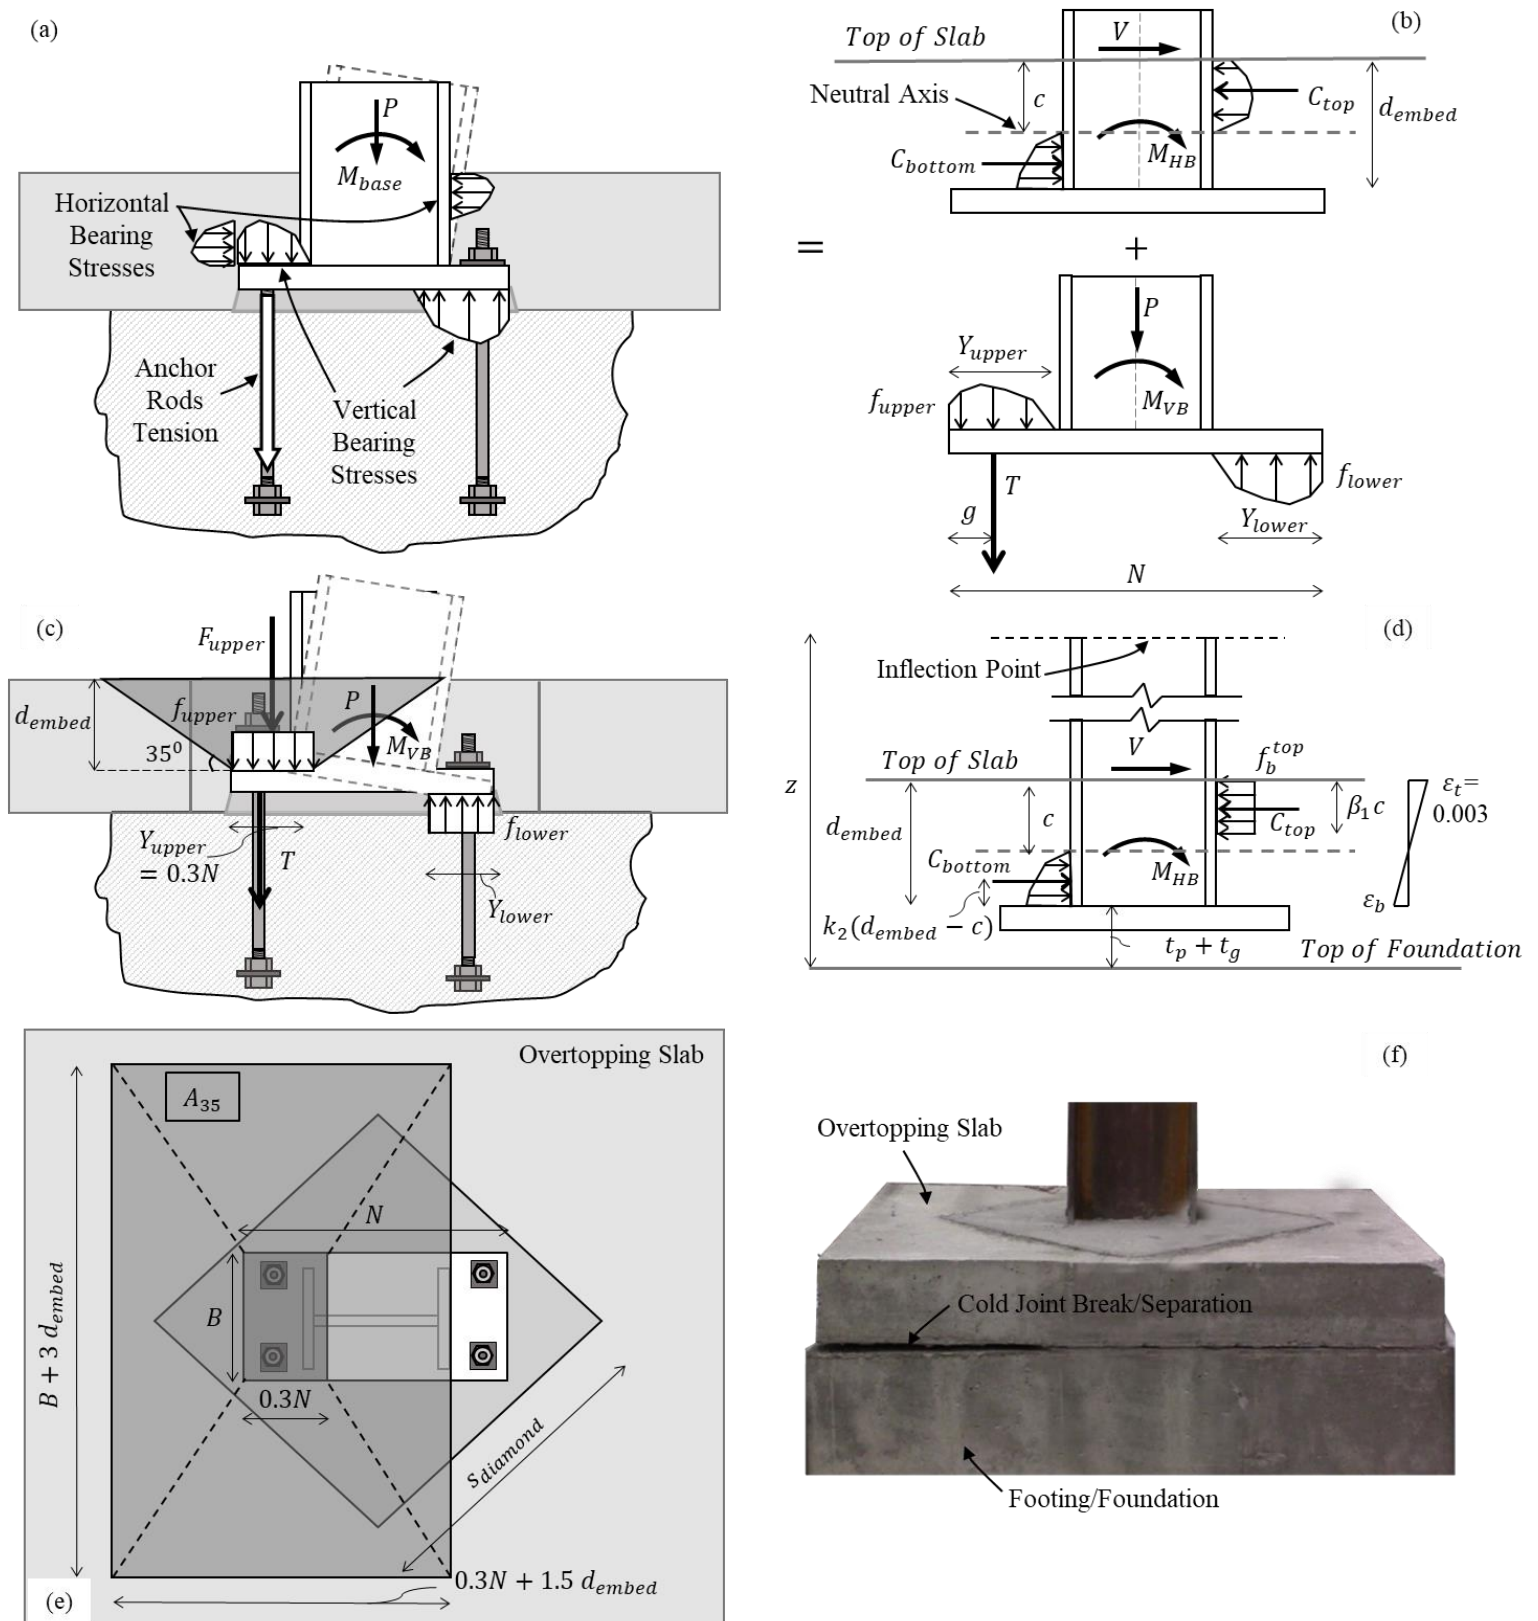 (a)
P
M_base
Horizontal
Bearing
Stresses
Anchor
Rods
Tension
Vertical
Bearing
Stresses
(b)
Top of Slab
V
Neutral Axis
c
C_top
d_embed
C_bottom
M_HB
=
+
P
Y_upper
f_upper
M_VB
T
f_lower
g
Y_lower
N
(c)
F_upper
d_embed
f_upper
P
35⁰
M_VB
f_lower
Y_upper
= 0.3N
T
Y_lower
(d)
Inflection Point
z
V
Top of Slab
f_b^top
ε_t=
0.003
c
β₁c
d_embed
C_top
C_bottom
M_HB
k₂(d_embed − c)
ε_b
t_p + t_g
Top of Foundation
Overtopping Slab
A₃₅
N
B
B + 3 d_embed
0.3N
s_diamond
0.3N + 1.5 d_embed
(e)
(f)
Overtopping Slab
Cold Joint Break/Separation
Footing/Foundation